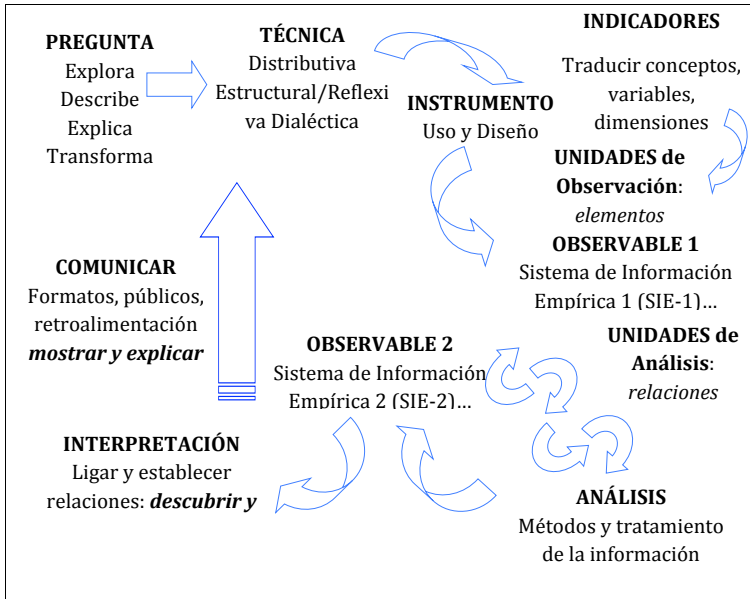 PREGUNTA
Explora
Describe
Explica
Transforma
TÉCNICA
Distributiva
Estructural/Reflexi
va Dialéctica
INSTRUMENTO
Uso y Diseño
INDICADORES
Traducir conceptos,
variables,
dimensiones
UNIDADES de
Observación:
elementos
OBSERVABLE 1
Sistema de Información
Empírica 1 (SIE-1)…
UNIDADES de
Análisis:
relaciones
ANÁLISIS
Métodos y tratamiento
de la información
OBSERVABLE 2
Sistema de Información
Empírica 2 (SIE-2)…
INTERPRETACIÓN
Ligar y establecer
relaciones: descubrir y
COMUNICAR
Formatos, públicos,
retroalimentación
mostrar y explicar